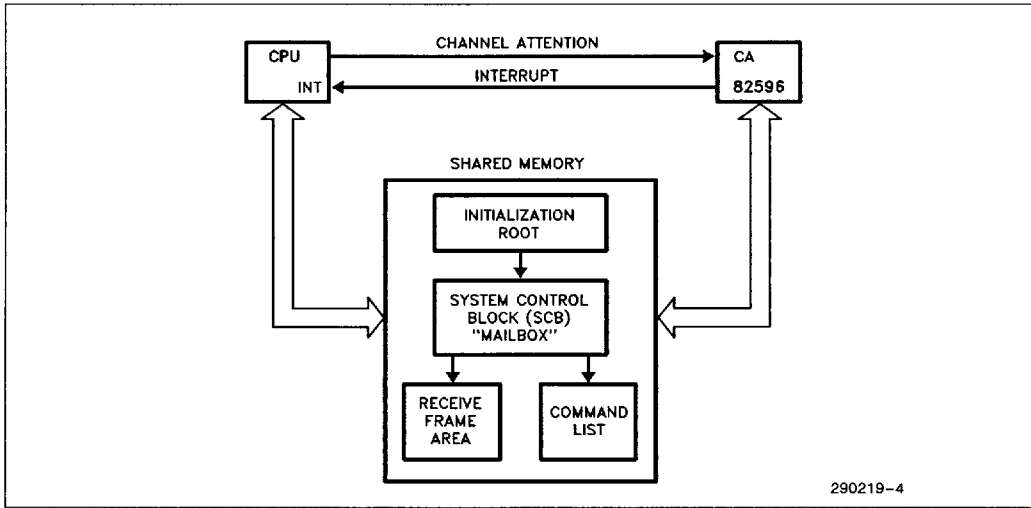 CPU
INT
CHANNEL ATTENTION
INTERRUPT
CA
82596
SHARED MEMORY
INITIALIZATION
ROOT
SYSTEM CONTROL
BLOCK (SCB)
"MAILBOX"
RECEIVE
FRAME
AREA
COMMAND
LIST
290219-4